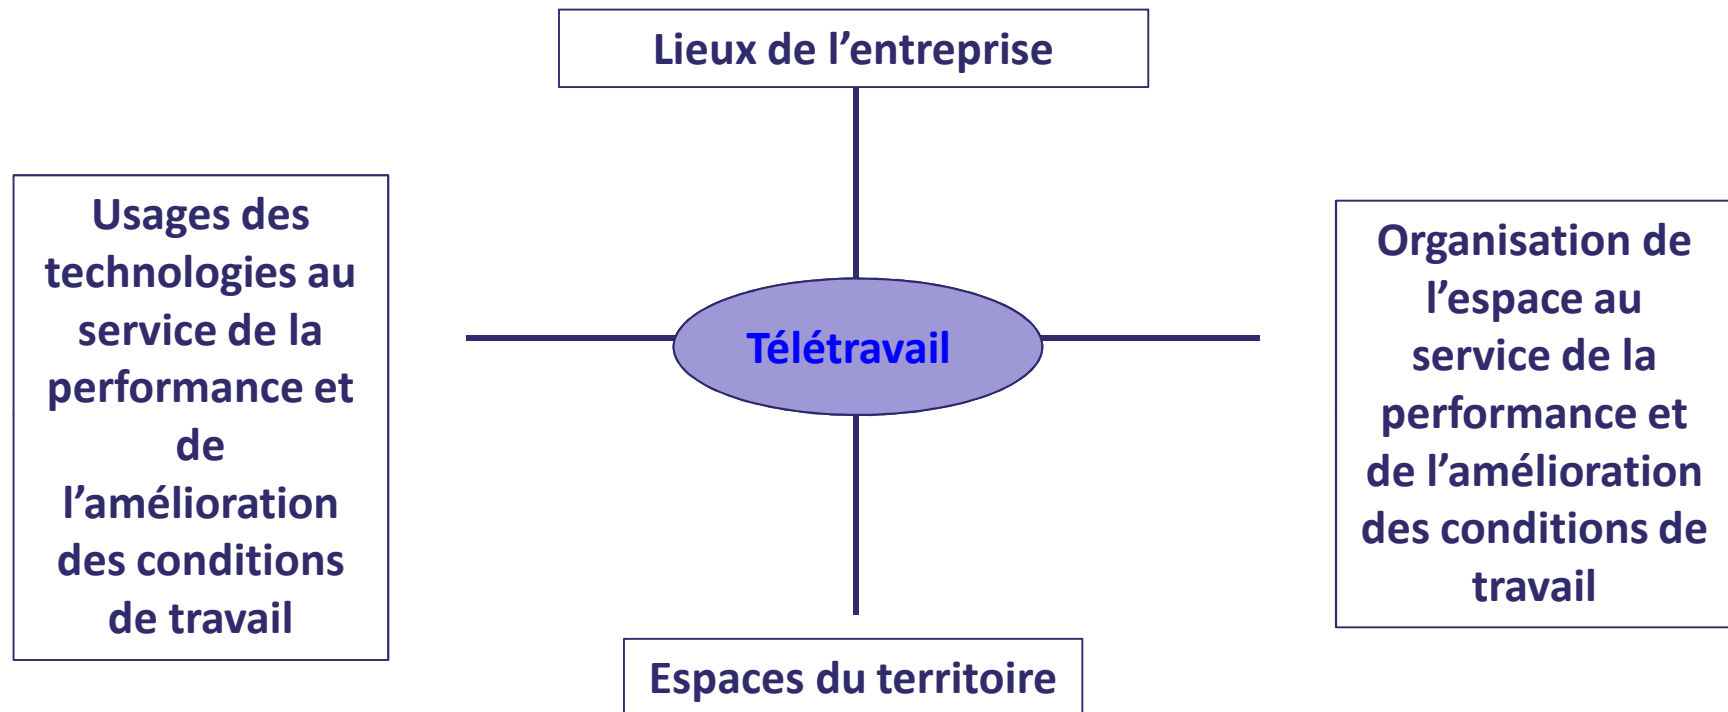 Lieux de l’entreprise
Usages des
technologies au
service de la
performance et
de
l’amélioration
des conditions
de travail
Télétravail
Organisation de
l’espace au
service de la
performance et
de l’amélioration
des conditions de
travail
Espaces du territoire